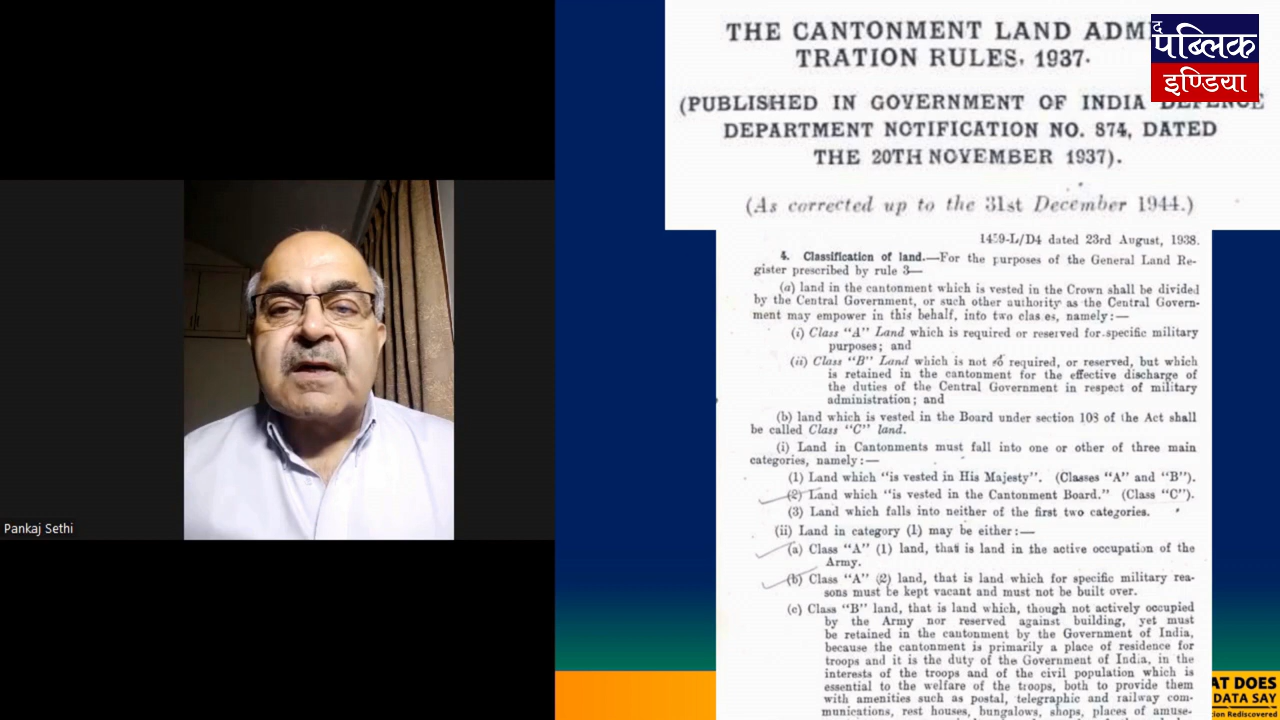 Pankaj Sethi
THE CANTONMENT LAND ADM
TRATION RULES, 1937.
(PUBLISHED IN GOVERNMENT OF INDIA DEFENCE
DEPARTMENT NOTIFICATION NO. 874, DATED
THE 20TH NOVEMBER 1937).
(As corrected up to the 31st December 1944.)
द पब्लिक
इण्डिया
dated 23rd August, 1938.
4. Classification of land.—For the purposes of the General Land Re-
gister prescribed by rule 3—
(a) land in the cantonment which is vested in the Crown shall be divided
by the Central Government, or such other authority as the Central Govern-
ment may empower in this behalf, into two clas es, namely:—
(i) Class "A" Land which is required or reserved for specific military
purposes; and
(ii) Class "B" Land which is not so required, or reserved, but which
is retained in the cantonment for the effective discharge of
the duties of the Central Government in respect of military
administration; and
(b) land which is vested in the Board under section 108 of the Act shall
be called Class "C" land.
(i) Land in Cantonments must fall into one or other of three main
categories, namely:—
(1) Land which "is vested in His Majesty". (Classes "A" and "B").
(2) Land which "is vested in the Cantonment Board." (Class "C").
(3) Land which falls into neither of the first two categories.
(ii) Land in category (1) may be either:—
(a) Class "A" (1) land, that is land in the active occupation of the
Army.
(b) Class "A" (2) land, that is land which for specific military rea-
sons must be kept vacant and must not be built over.
(c) Class "B" land, that is land which, though not actively occupied
by the Army nor reserved against building, yet must
be retained in the cantonment by the Government of India,
because the cantonment is primarily a place of residence for
troops and it is the duty of the Government of India, in the
interests of the troops and of the civil population which is
essential to the welfare of the troops, both to provide them
with amenities such as postal, telegraphic and railway com-
munications, rest houses, bungalows, shops, places of amuse-
AT DOES
DATA SAY
tion Rediscovered